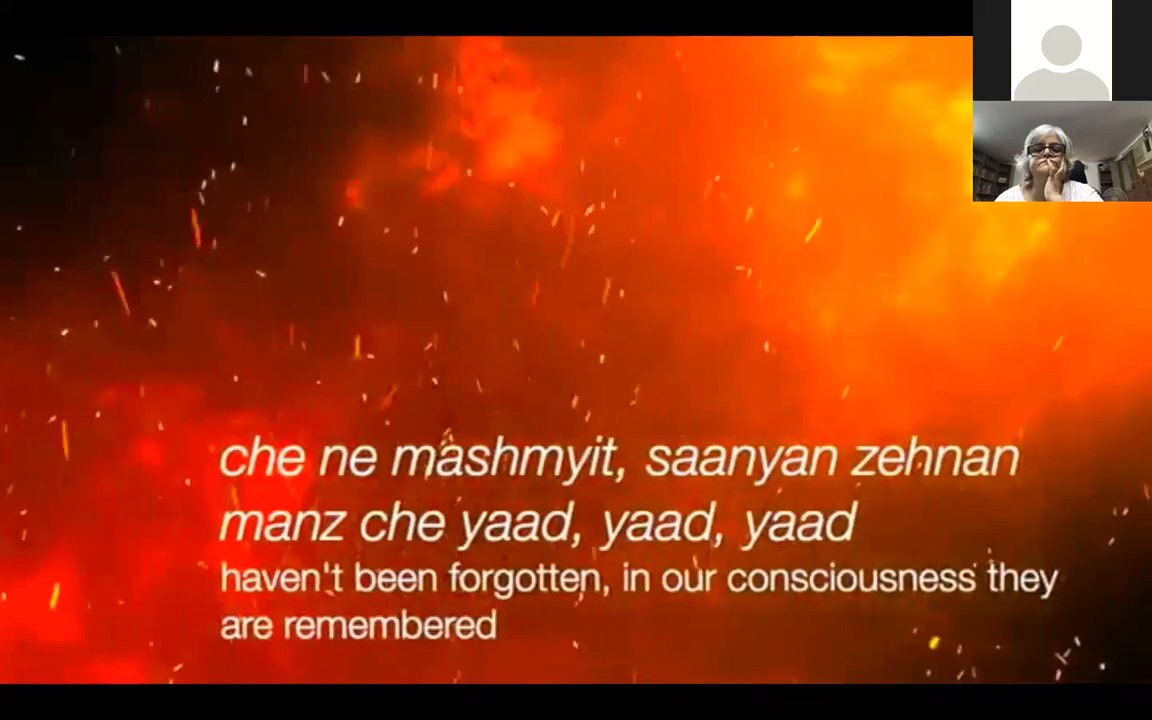 che ne mashmyit, saanyan zehnan
manz che yaad, yaad, yaad
haven't been forgotten, in our consciousness they
are remembered